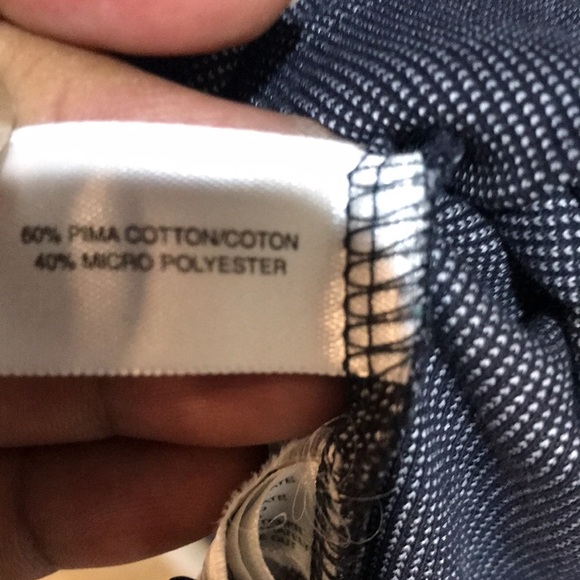 60% PIMA COTTON/COTON
40% MICRO POLYESTER